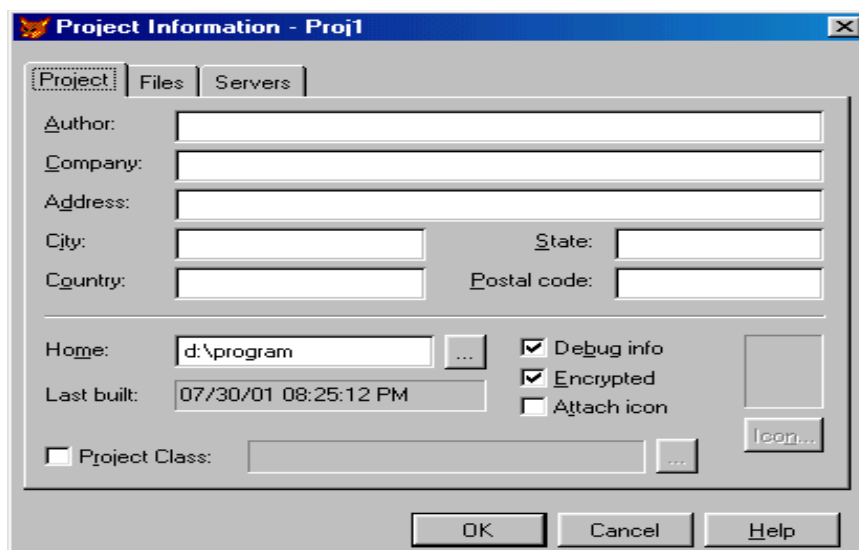 Project Information - Proj1
Project Files Servers
Author:
Company:
Address:
City: State:
Country: Postal code:
Home: d:\program ... Debug info
Encrypted
Last built: 07/30/01 08:25:12 PM
Attach icon
Icon...
Project Class: ...
OK Cancel Help